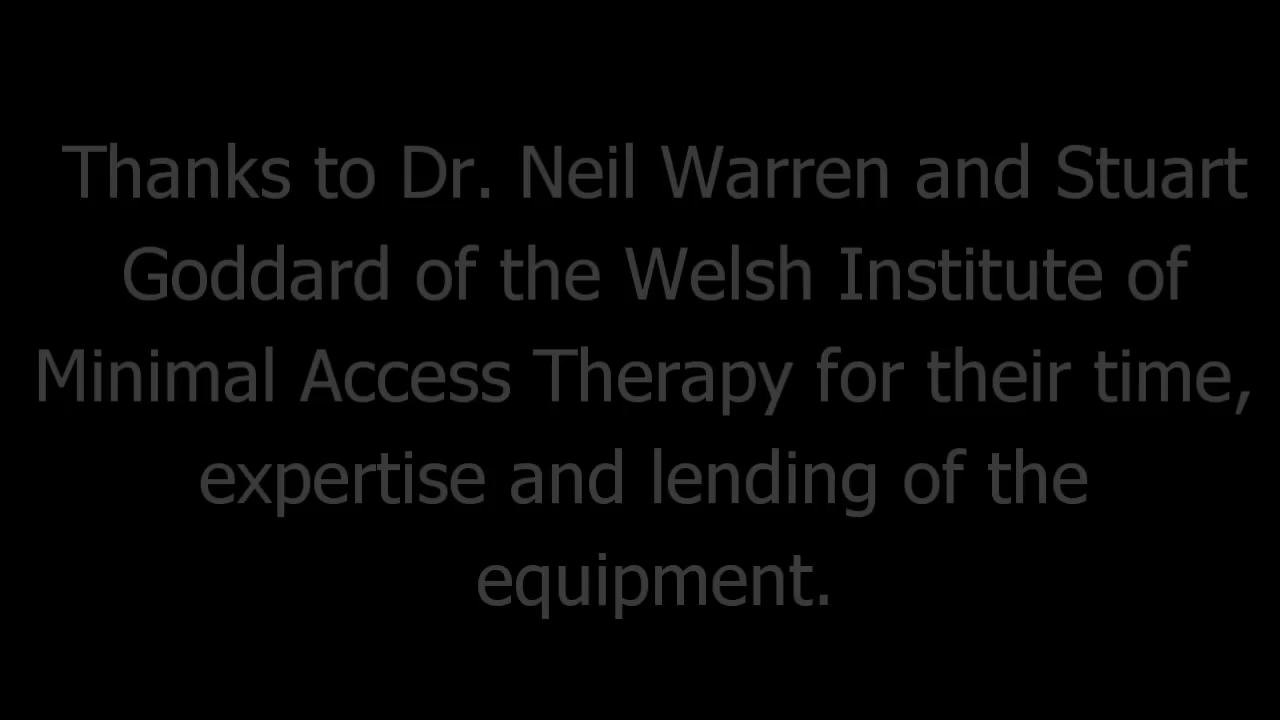 Thanks to Dr. Neil Warren and Stuart
Goddard of the Welsh Institute of
Minimal Access Therapy for their time,
expertise and lending of the
equipment.